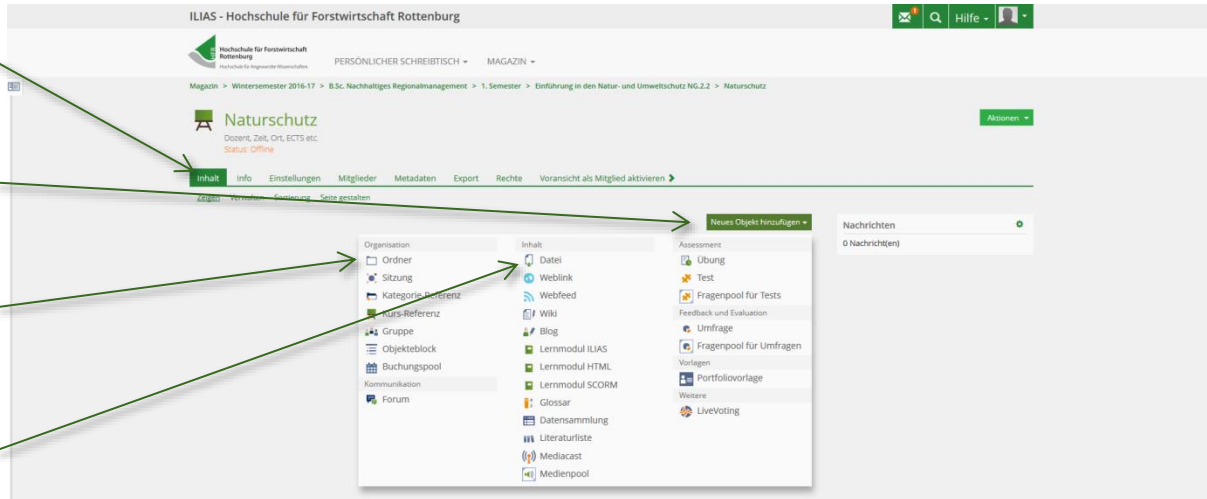 ILIAS - Hochschule für Forstwirtschaft Rottenburg
1
Hilfe
Hochschule für Forstwirtschaft
Rottenburg
Hochschule für Angewandte Wissenschaften
PERSÖNLICHER SCHREIBTISCH
MAGAZIN
Magazin > Wintersemester 2016-17 > B.Sc. Nachhaltiges Regionalmanagement > 1. Semester > Einführung in den Natur- und Umweltschutz NG.2.2 > Naturschutz
Naturschutz
Aktionen
Dozent, Zeit, Ort, ECTS etc.
Status: Offline
Inhalt Info Einstellungen Mitglieder Metadaten Export Rechte Voransicht als Mitglied aktivieren
Zeigen Verwalten Sortierung Seite gestalten
Neues Objekt hinzufügen
Nachrichten
0 Nachricht(en)
Organisation
Ordner
Sitzung
Kategorie-Referenz
Kurs-Referenz
Gruppe
Objekteblock
Buchungspool
Kommunikation
Forum
Inhalt
Datei
Weblink
Webfeed
Wiki
Blog
Lernmodul ILIAS
Lernmodul HTML
Lernmodul SCORM
Glossar
Datensammlung
Literaturliste
Mediacast
Medienpool
Assessment
Übung
Test
Fragenpool für Tests
Feedback und Evaluation
Umfrage
Fragenpool für Umfragen
Vorlagen
Portfoliovorlage
Weitere
LiveVoting